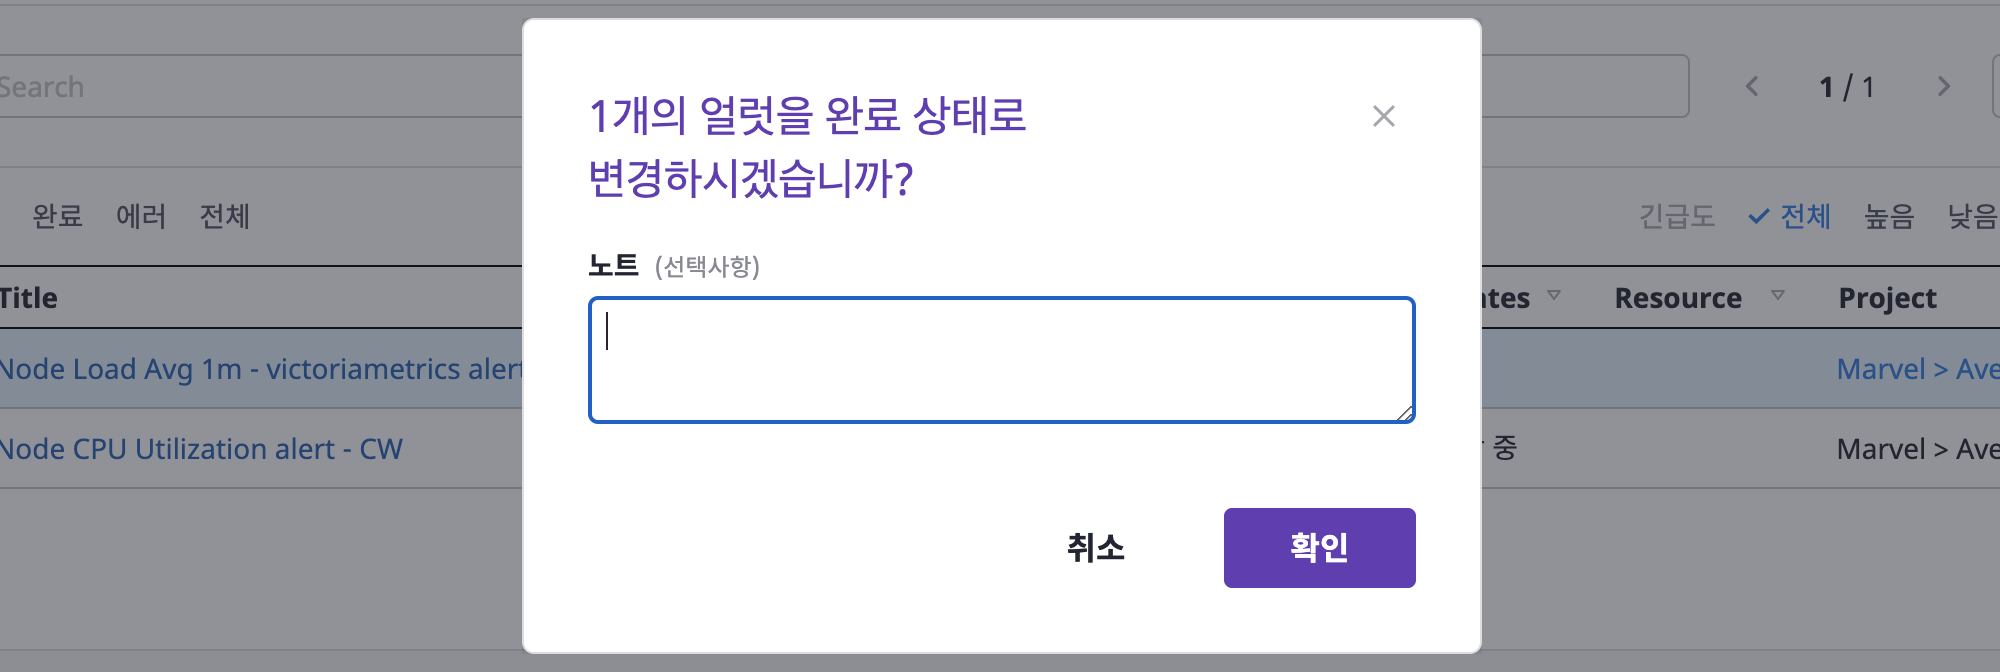 Search
1 / 1
1개의 얼럿을 완료 상태로
변경하시겠습니까?
완료 에러 전체
긴급도 전체 높음 낮음
노트 (선택사항)
Title
Resource
Project
Node Load Avg 1m - victoriametrics alert
Marvel > Ave
Node CPU Utilization alert - CW
중
Marvel > Ave
취소
확인